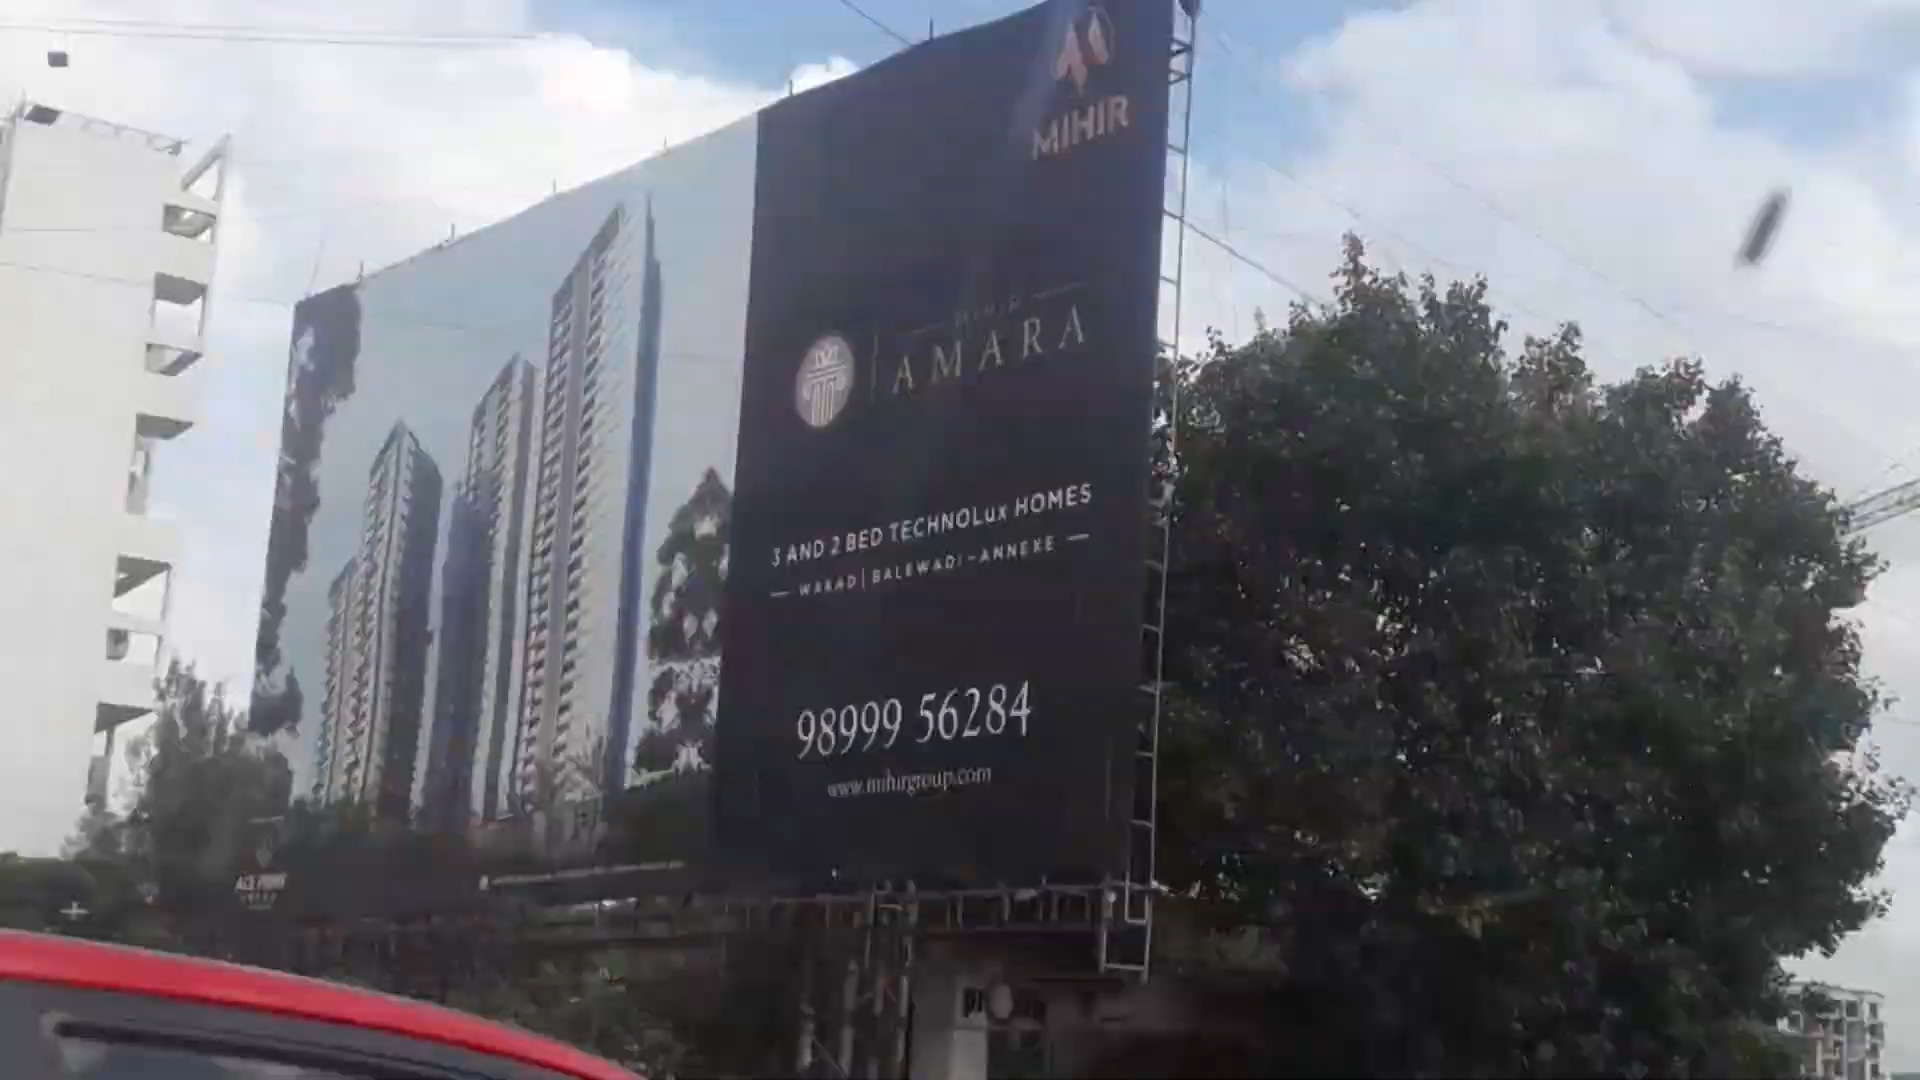 MIHIR
AMARA
3 AND 2 BED TECHNOLux HOMES
WAKAD | BALEWADI-ANNEXE
98999 56284
www.mihirgroup.com